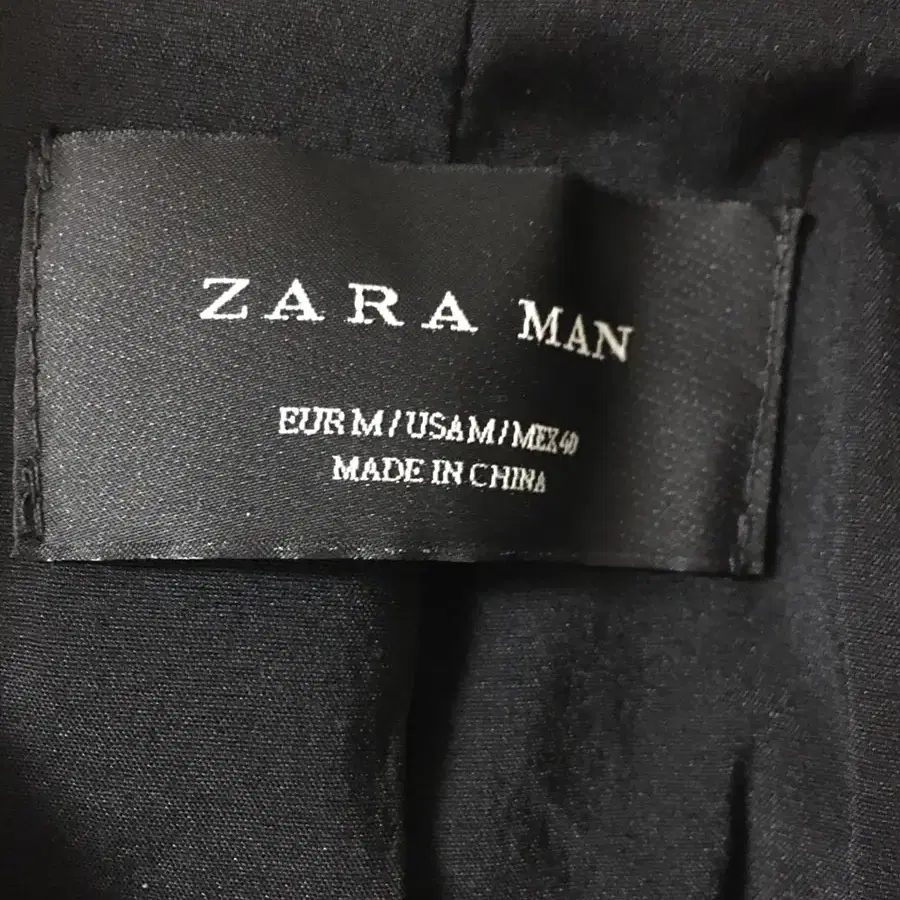 ZARA MAN
EUR M / USA M / MEX 40
MADE IN CHINA